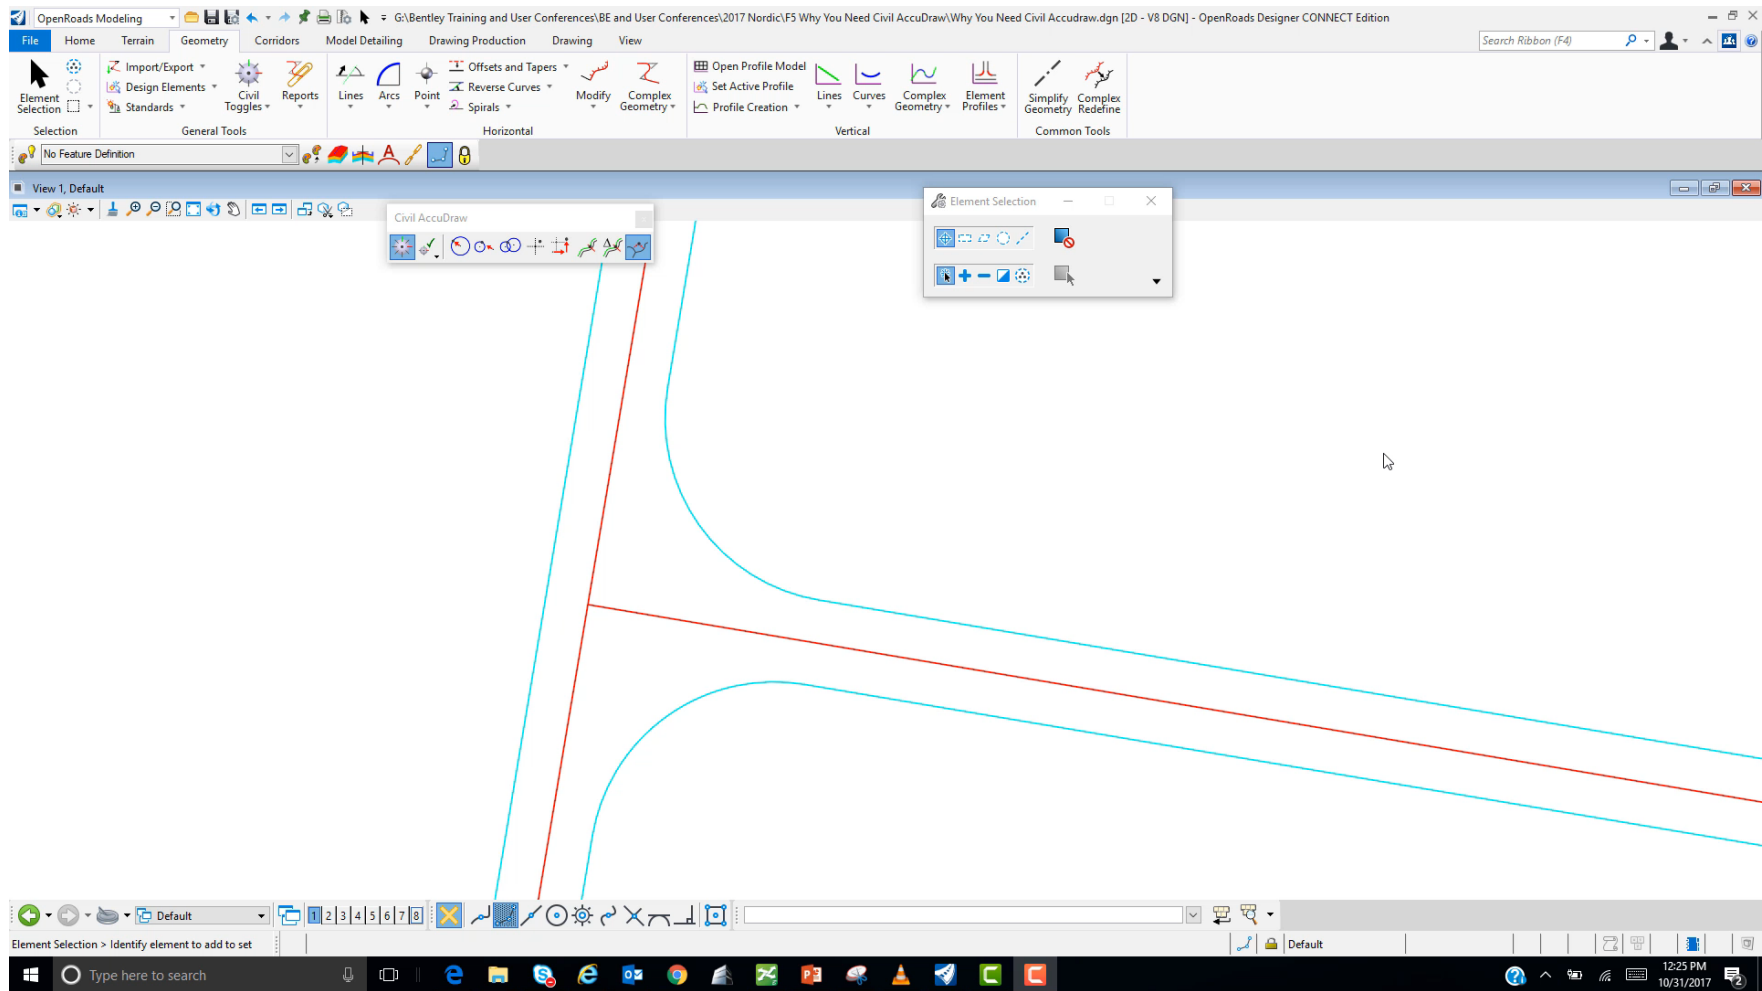 OpenRoads Modeling
G:\Bentley Training and User Conferences\BE and User Conferences\2017 Nordic\F5 Why You Need Civil AccuDraw\Why You Need Civil Accudraw.dgn [2D - V8 DGN] - OpenRoads Designer CONNECT Edition
File Home Terrain Geometry Corridors Model Detailing Drawing Production Drawing View
Search Ribbon (F4)
Element Selection
Import/Export
Design Elements
Standards
Civil Toggles
Reports
Lines
Arcs
Point
Offsets and Tapers
Reverse Curves
Spirals
Modify
Complex Geometry
Open Profile Model
Set Active Profile
Profile Creation
Lines
Curves
Complex Geometry
Element Profiles
Simplify Geometry
Complex Redefine
Selection General Tools Horizontal Vertical Common Tools
No Feature Definition
View 1, Default
Civil AccuDraw
Element Selection
Default
1 2 3 4 5 6 7 8
Element Selection > Identify element to add to set
Default
Type here to search
12:25 PM
10/31/2017
2